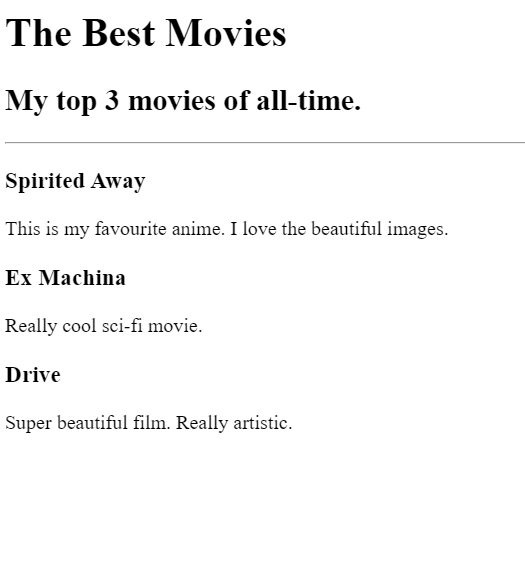 The Best Movies
My top 3 movies of all-time.
Spirited Away
This is my favourite anime. I love the beautiful images.
Ex Machina
Really cool sci-fi movie.
Drive
Super beautiful film. Really artistic.